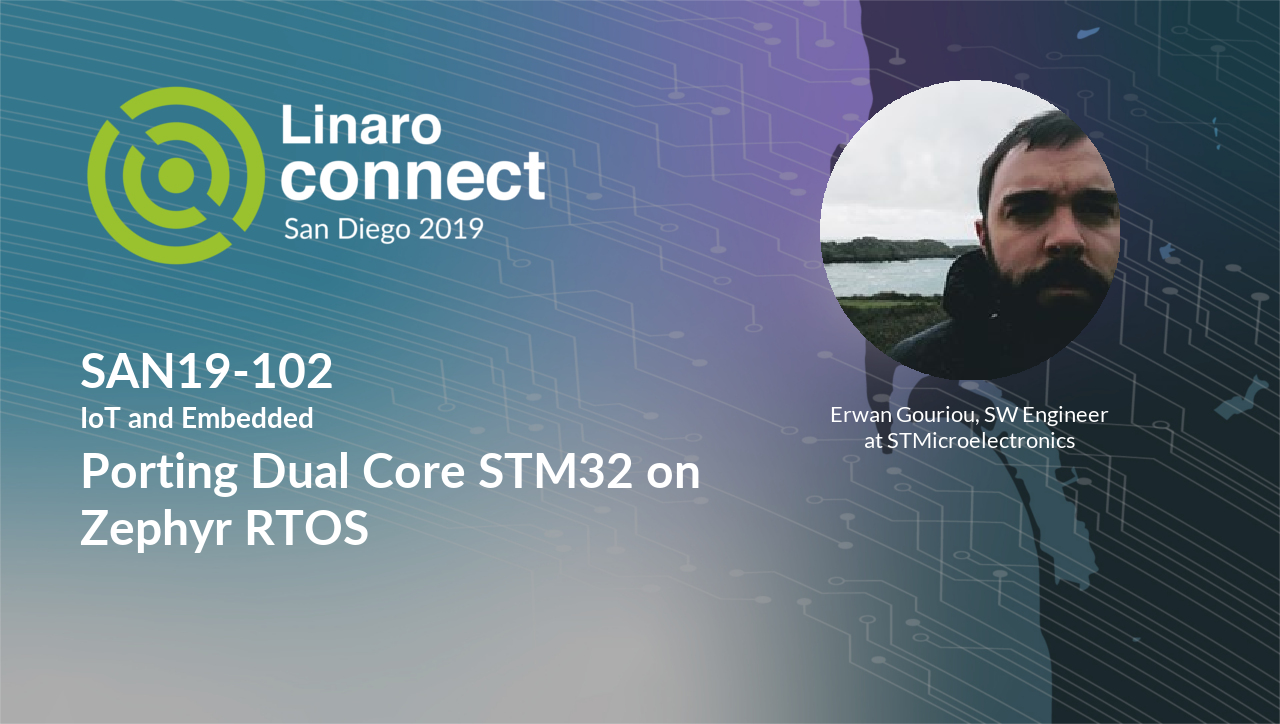 Linaro
connect
San Diego 2019
SAN19-102
IoT and Embedded
Porting Dual Core STM32 on
Zephyr RTOS
Erwan Gouriou, SW Engineer
at STMicroelectronics